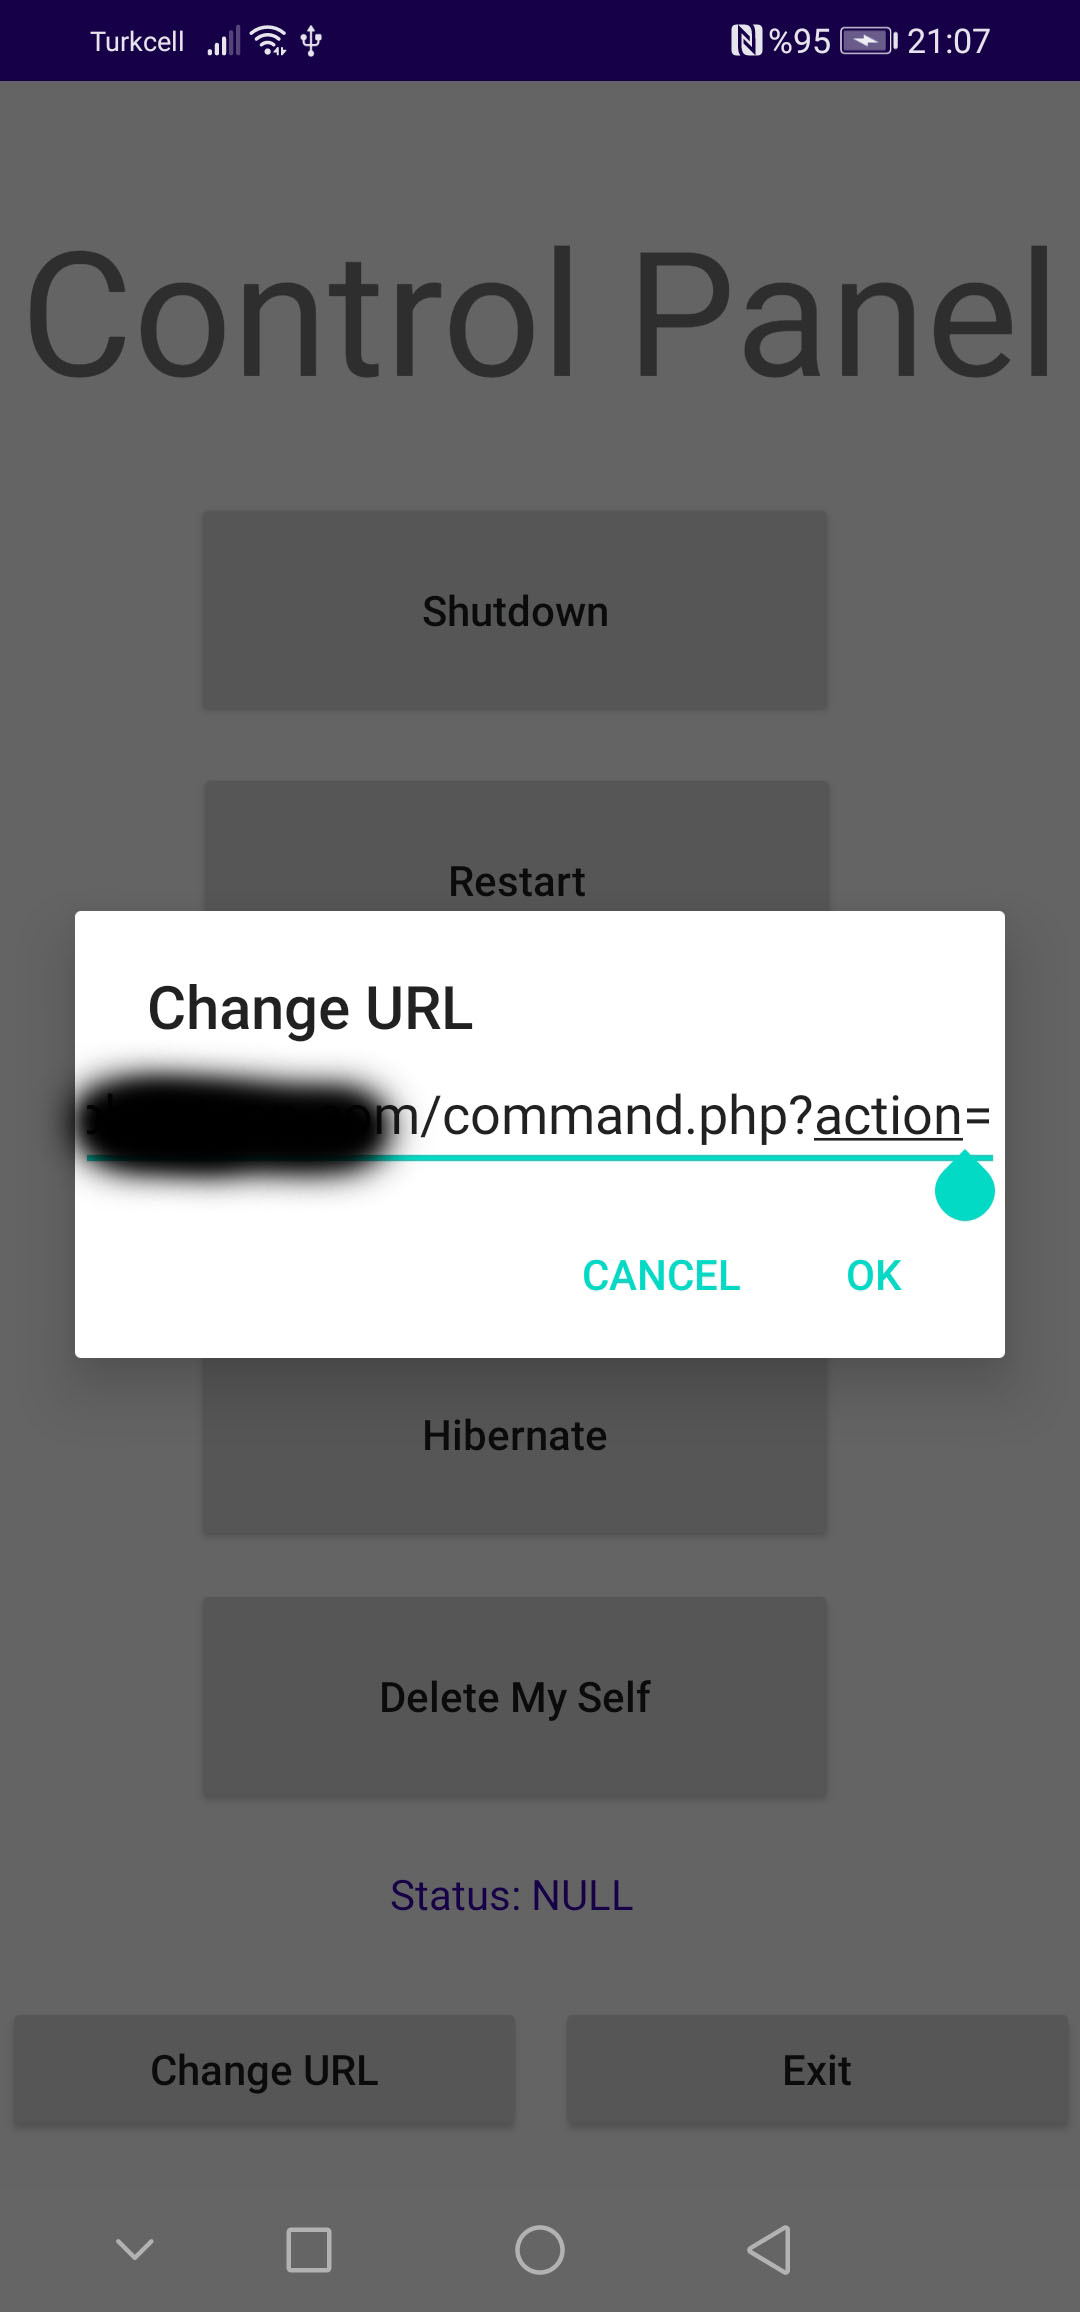 Turkcell %95 21:07
Control Panel
Shutdown
Restart
Change URL
m/command.php?action=
CANCEL OK
Hibernate
Delete My Self
Status: NULL
Change URL Exit